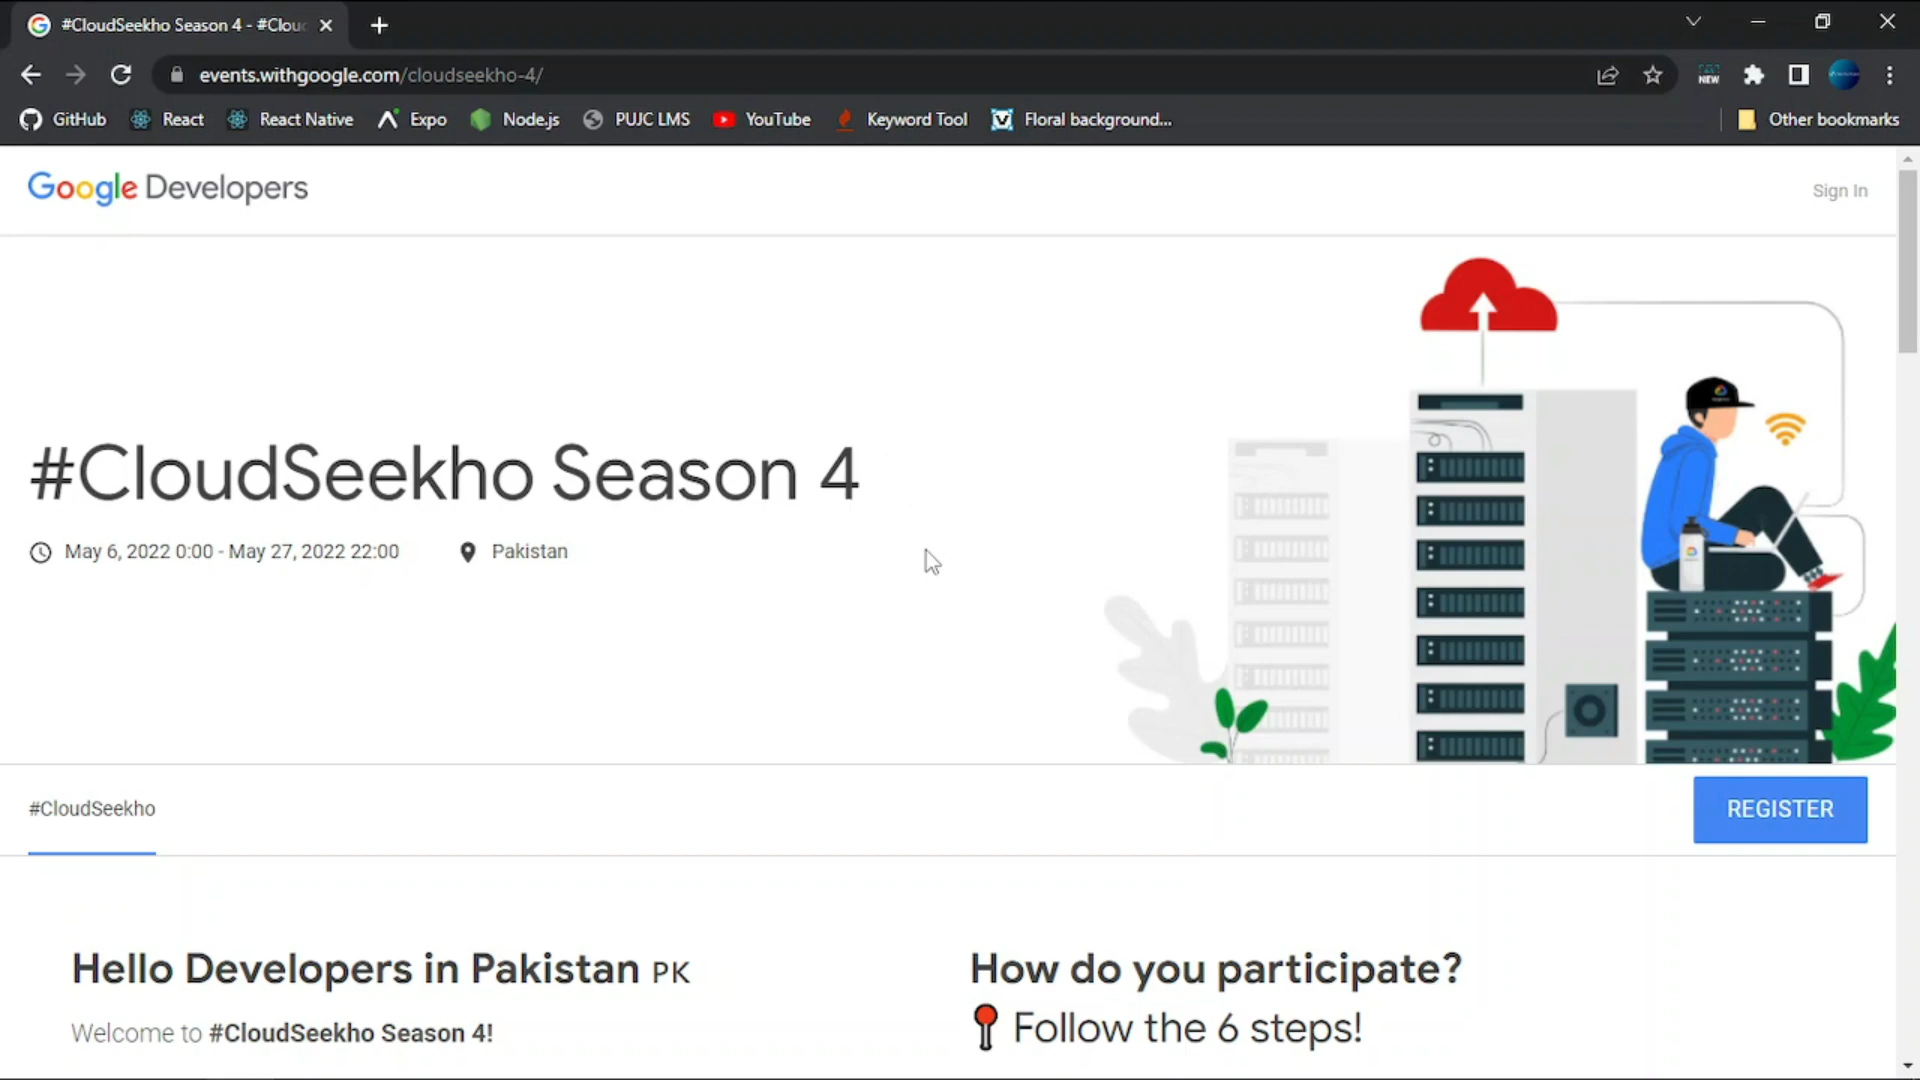 #CloudSeekho Season 4 - #Clou
events.withgoogle.com/cloudseekho-4/
NEW
GitHub React React Native Expo Node.js PUJC LMS YouTube Keyword Tool Floral background... Other bookmarks
Google Developers
Sign In
#CloudSeekho Season 4
May 6, 2022 0:00 - May 27, 2022 22:00 Pakistan
#CloudSeekho
REGISTER
Hello Developers in Pakistan PK
Welcome to #CloudSeekho Season 4!
How do you participate?
Follow the 6 steps!